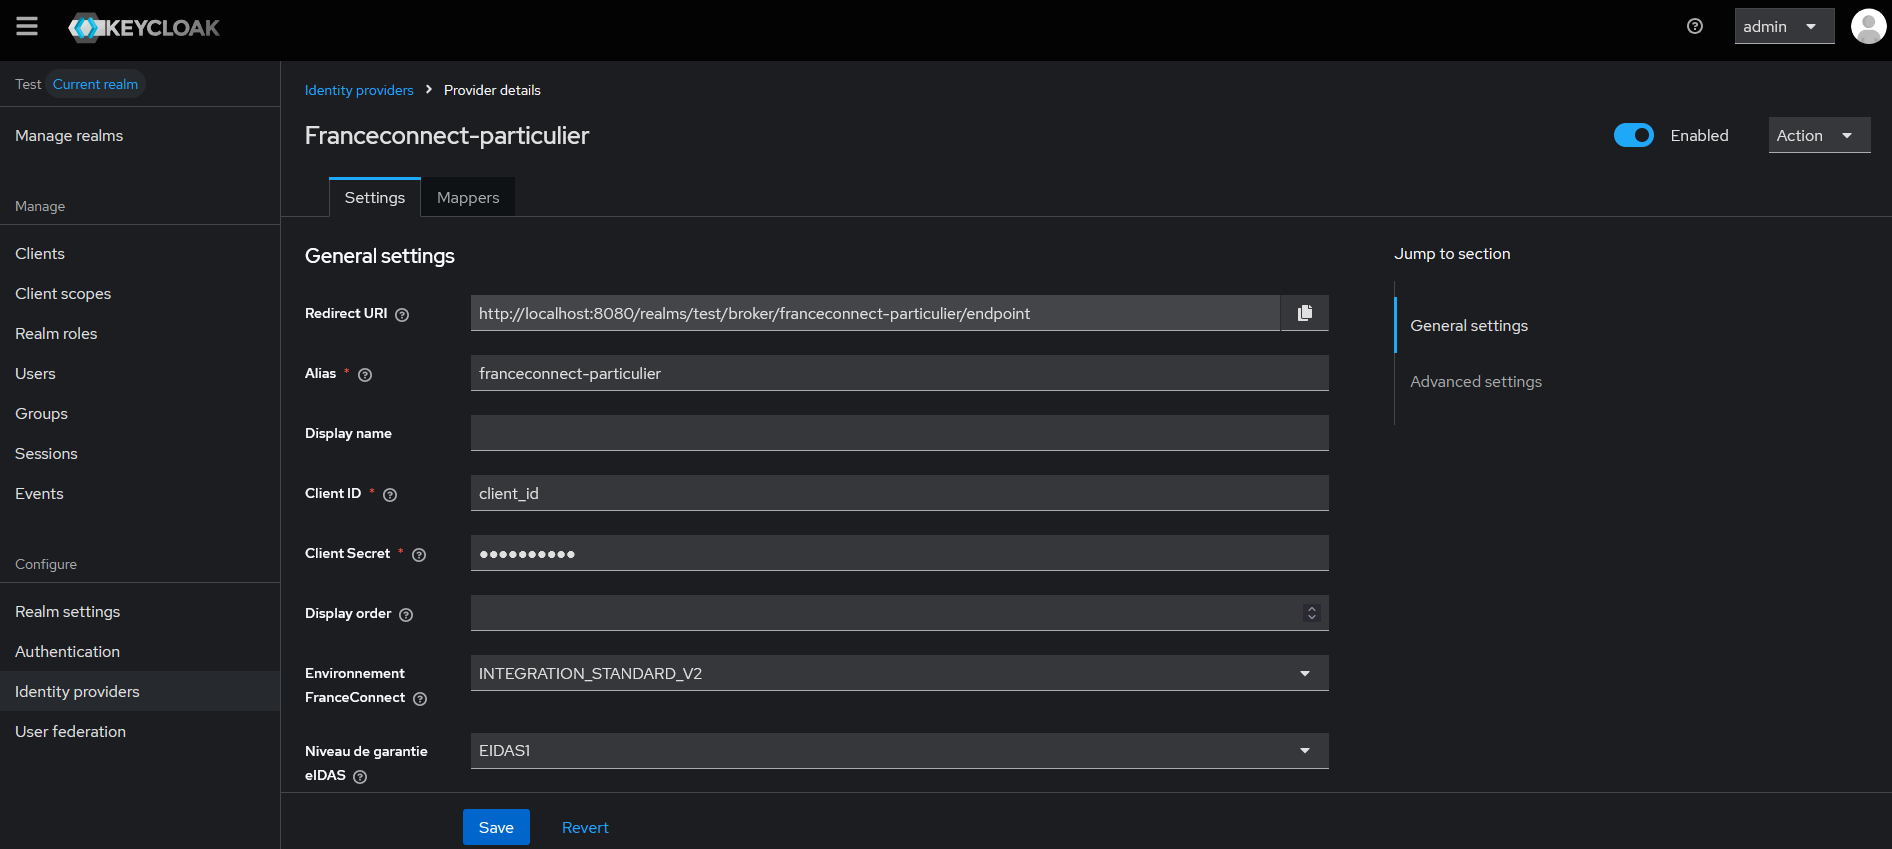 KEYCLOAK
admin
Test Current realm
Manage realms
Manage
Clients
Client scopes
Realm roles
Users
Groups
Sessions
Events
Configure
Realm settings
Authentication
Identity providers
User federation
Identity providers > Provider details
Franceconnect-particulier
Enabled
Action
Settings Mappers
General settings
Redirect URI http://localhost:8080/realms/test/broker/franceconnect-particulier/endpoint
Alias * franceconnect-particulier
Display name
Client ID * client_id
Client Secret * ●●●●●●●●●●
Display order
Environnement
FranceConnect
INTEGRATION_STANDARD_V2
Niveau de garantie
eIDAS
EIDAS1
Save Revert
Jump to section
General settings
Advanced settings